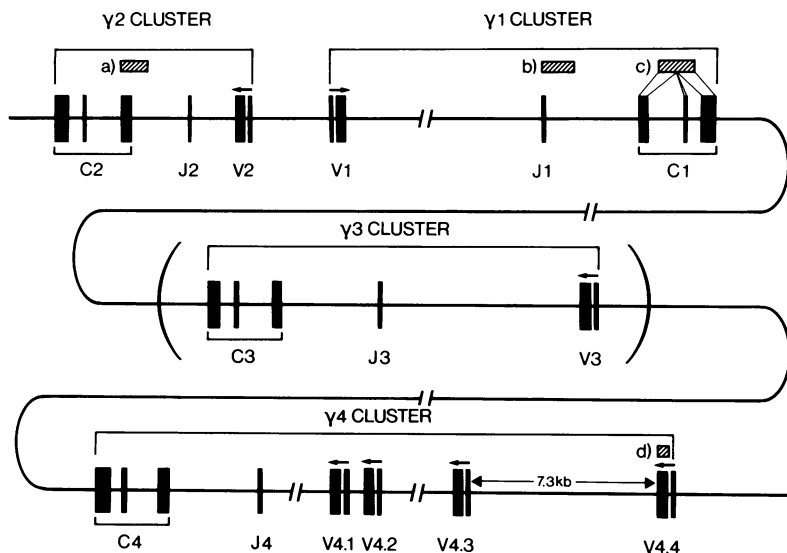 γ2 CLUSTER
γ1 CLUSTER
a)
b)
c)
C2
J2
V2
V1
J1
C1
γ3 CLUSTER
C3
J3
V3
γ4 CLUSTER
d)
7.3kb
C4
J4
V4.1
V4.2
V4.3
V4.4